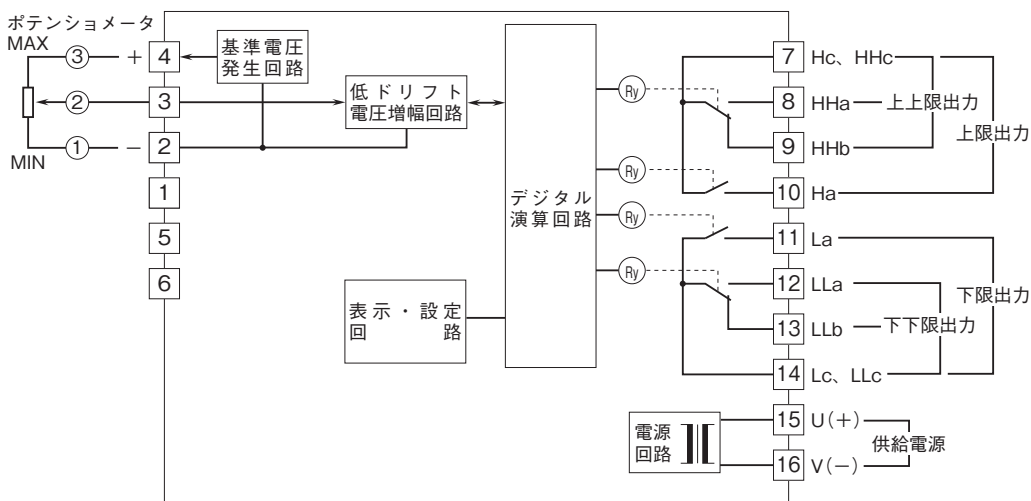 ポテンショメータ
MAX
③
+
4
基準電圧
発生回路
②
3
低ドリフト
電圧増幅回路
①
−
2
MIN
1
5
6
デジタル
演算回路
表示・設定
回路
Ry
Ry
Ry
Ry
7
Hc、HHc
8
HHa
上上限出力
9
HHb
上限出力
10
Ha
11
La
12
LLa
下限出力
13
LLb
下下限出力
14
Lc、LLc
電源
回路
15
U(+)
供給電源
16
V(−)